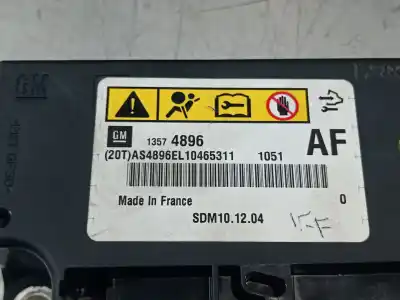 GM
GM
1357 4896
AF
(20T)AS4896EL10465311 1051
Made In France
0
SDM10.12.04